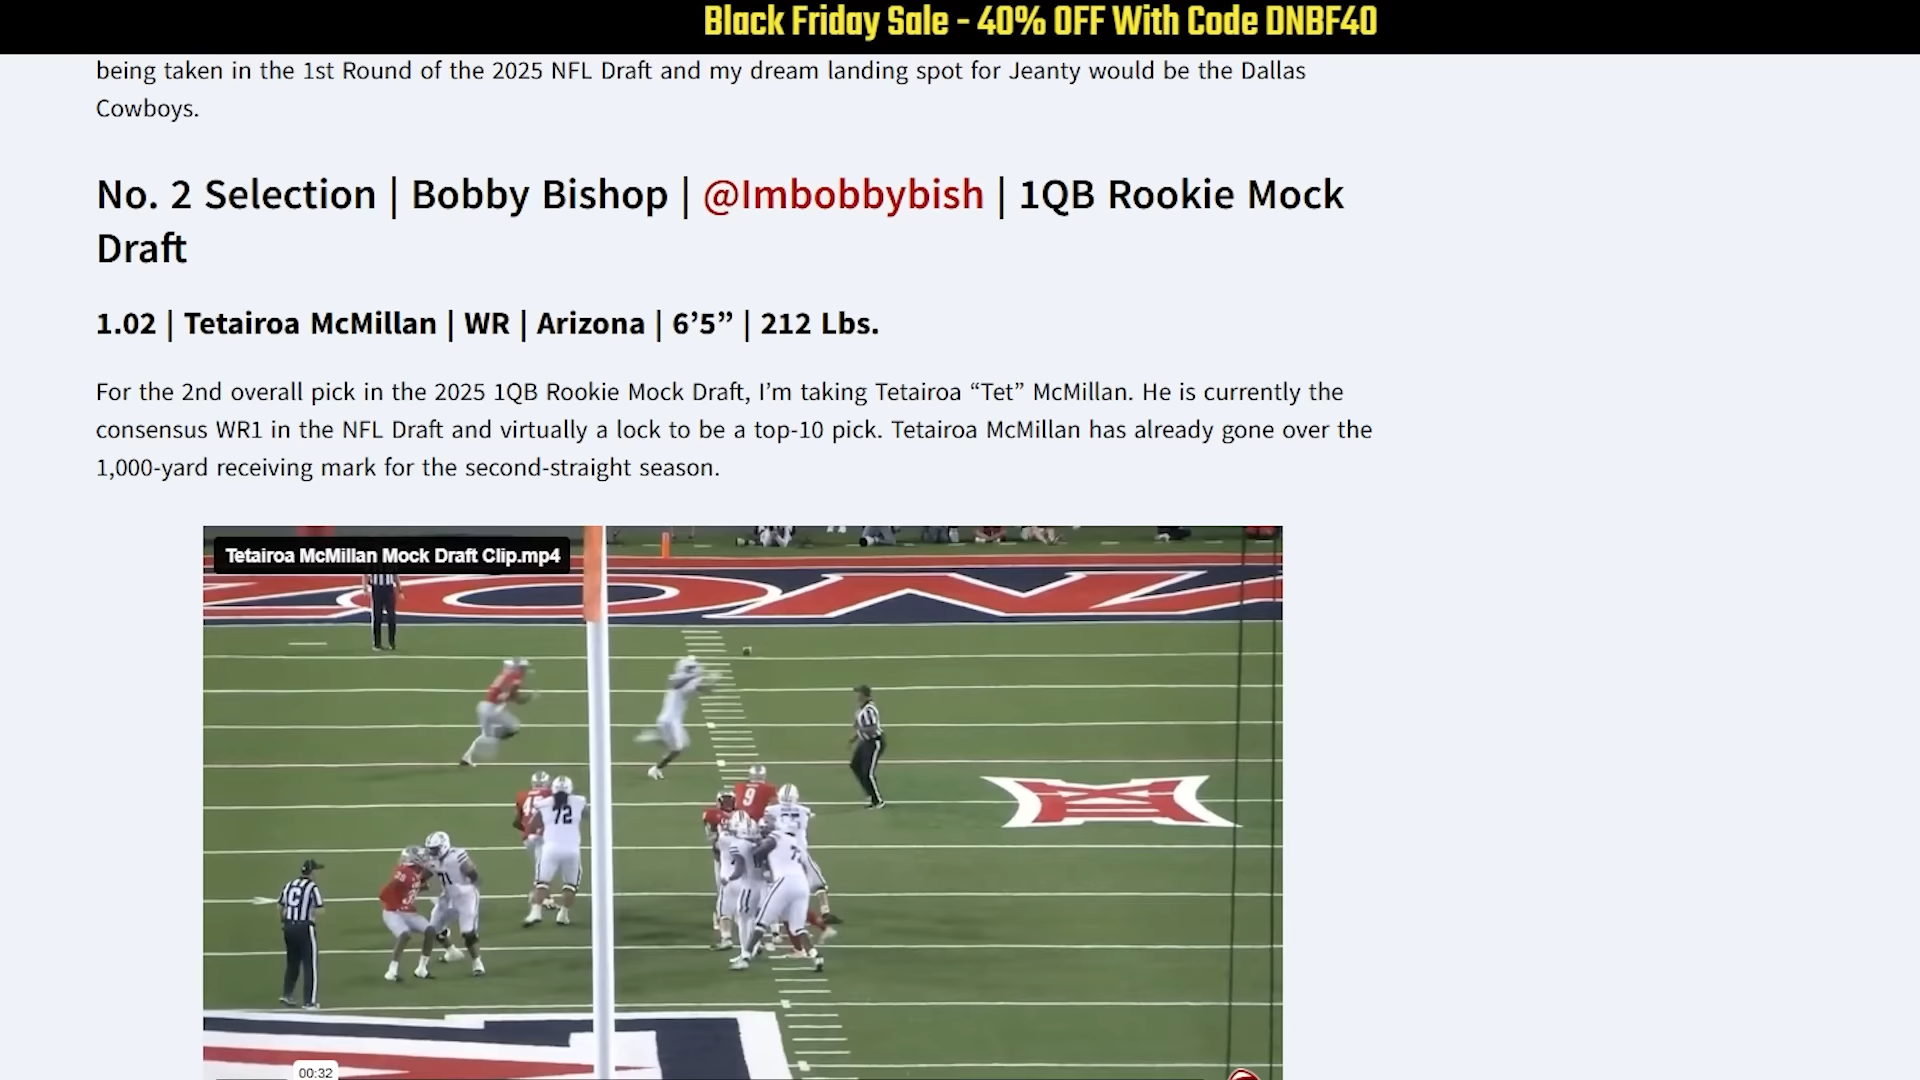 Black Friday Sale - 40% OFF With Code DNBF40
being taken in the 1st Round of the 2025 NFL Draft and my dream landing spot for Jeanty would be the Dallas
Cowboys.
No. 2 Selection | Bobby Bishop | @Imbobbybish | 1QB Rookie Mock
Draft
1.02 | Tetairoa McMillan | WR | Arizona | 6’5” | 212 Lbs.
For the 2nd overall pick in the 2025 1QB Rookie Mock Draft, I’m taking Tetairoa “Tet” McMillan. He is currently the
consensus WR1 in the NFL Draft and virtually a lock to be a top-10 pick. Tetairoa McMillan has already gone over the
1,000-yard receiving mark for the second-straight season.
Tetairoa McMillan Mock Draft Clip.mp4
ZONA
9
72
71
C
00:32